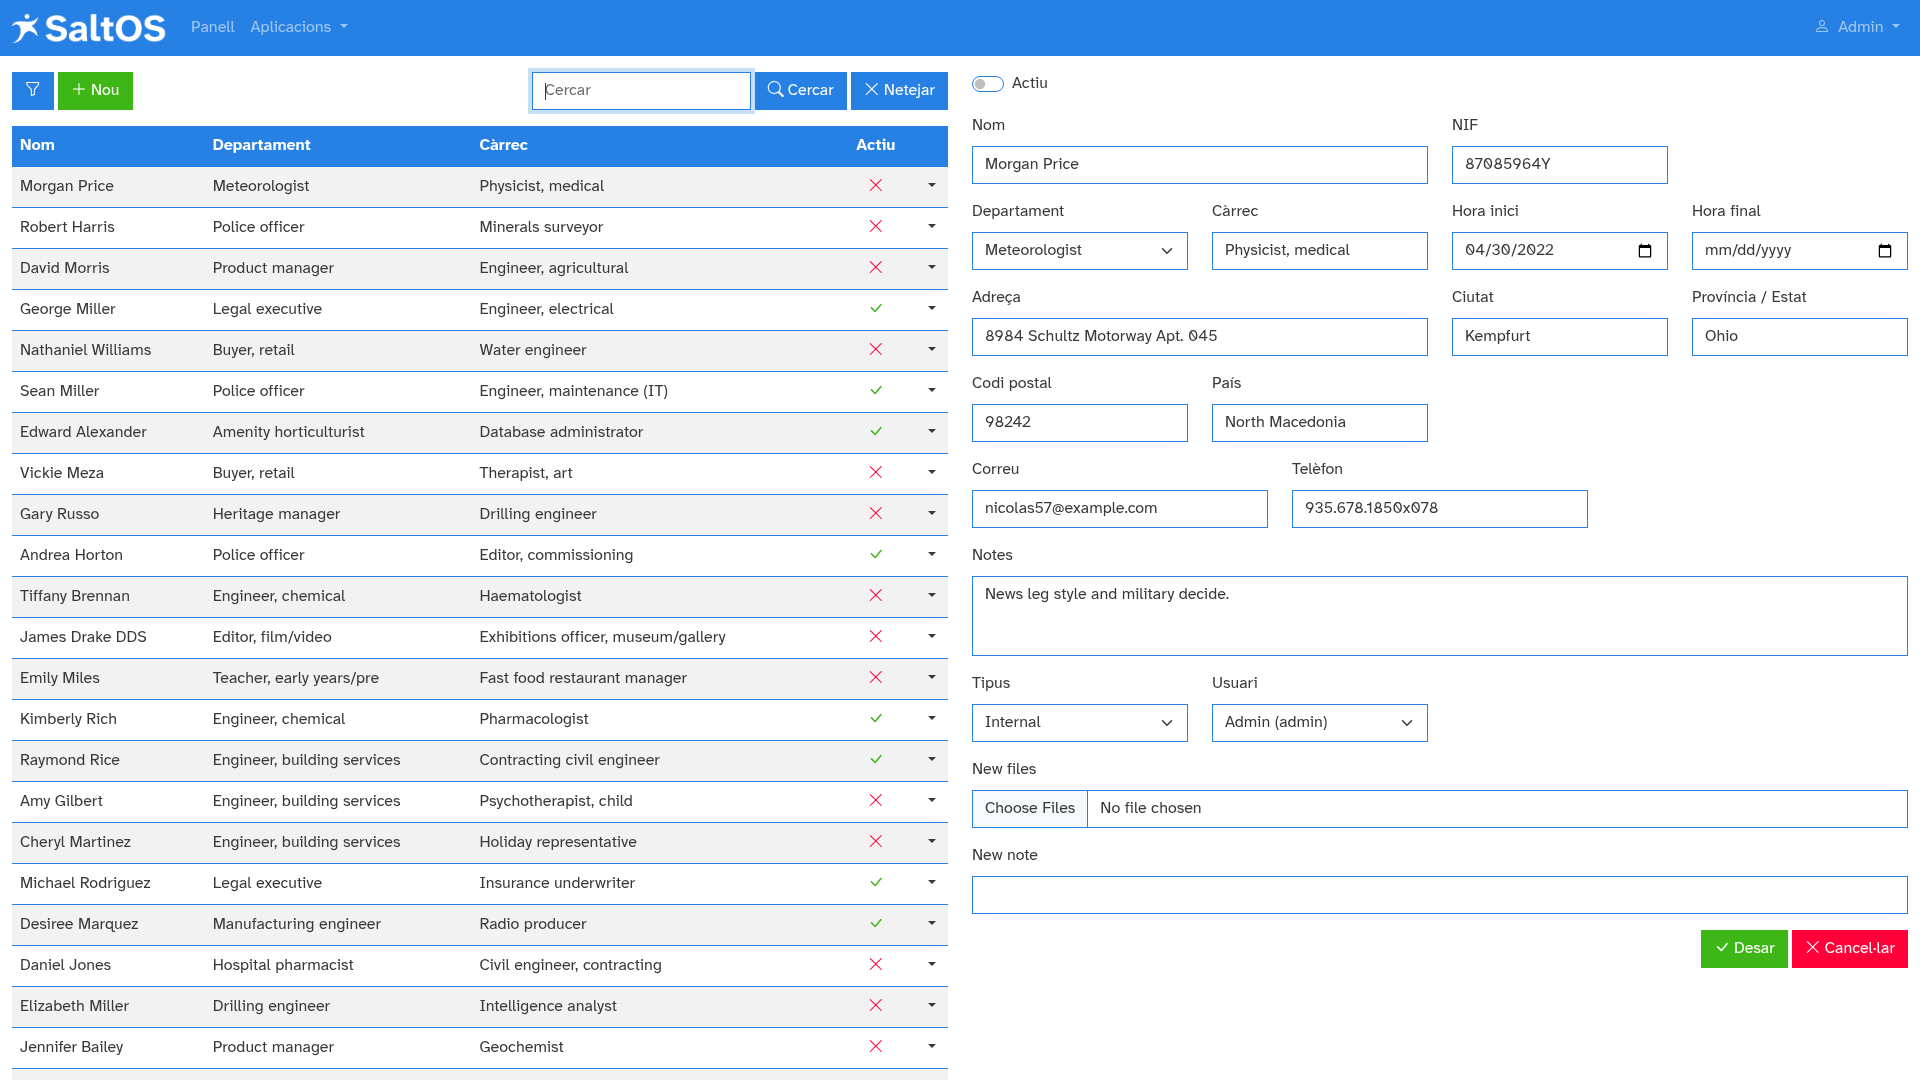 SaltOS Panell Aplicacions Admin
Nou Cercar Cercar Netejar
Nom Departament Càrrec Actiu
Morgan Price Meteorologist Physicist, medical
Robert Harris Police officer Minerals surveyor
David Morris Product manager Engineer, agricultural
George Miller Legal executive Engineer, electrical
Nathaniel Williams Buyer, retail Water engineer
Sean Miller Police officer Engineer, maintenance (IT)
Edward Alexander Amenity horticulturist Database administrator
Vickie Meza Buyer, retail Therapist, art
Gary Russo Heritage manager Drilling engineer
Andrea Horton Police officer Editor, commissioning
Tiffany Brennan Engineer, chemical Haematologist
James Drake DDS Editor, film/video Exhibitions officer, museum/gallery
Emily Miles Teacher, early years/pre Fast food restaurant manager
Kimberly Rich Engineer, chemical Pharmacologist
Raymond Rice Engineer, building services Contracting civil engineer
Amy Gilbert Engineer, building services Psychotherapist, child
Cheryl Martinez Engineer, building services Holiday representative
Michael Rodriguez Legal executive Insurance underwriter
Desiree Marquez Manufacturing engineer Radio producer
Daniel Jones Hospital pharmacist Civil engineer, contracting
Elizabeth Miller Drilling engineer Intelligence analyst
Jennifer Bailey Product manager Geochemist
Actiu
Nom NIF
Morgan Price 87085964Y
Departament Càrrec Hora inici Hora final
Meteorologist Physicist, medical 04/30/2022 mm/dd/yyyy
Adreça Ciutat Província / Estat
8984 Schultz Motorway Apt. 045 Kempfurt Ohio
Codi postal País
98242 North Macedonia
Correu Telèfon
nicolas57@example.com 935.678.1850x078
Notes
News leg style and military decide.
Tipus Usuari
Internal Admin (admin)
New files
Choose Files No file chosen
New note
Desar Cancel·lar